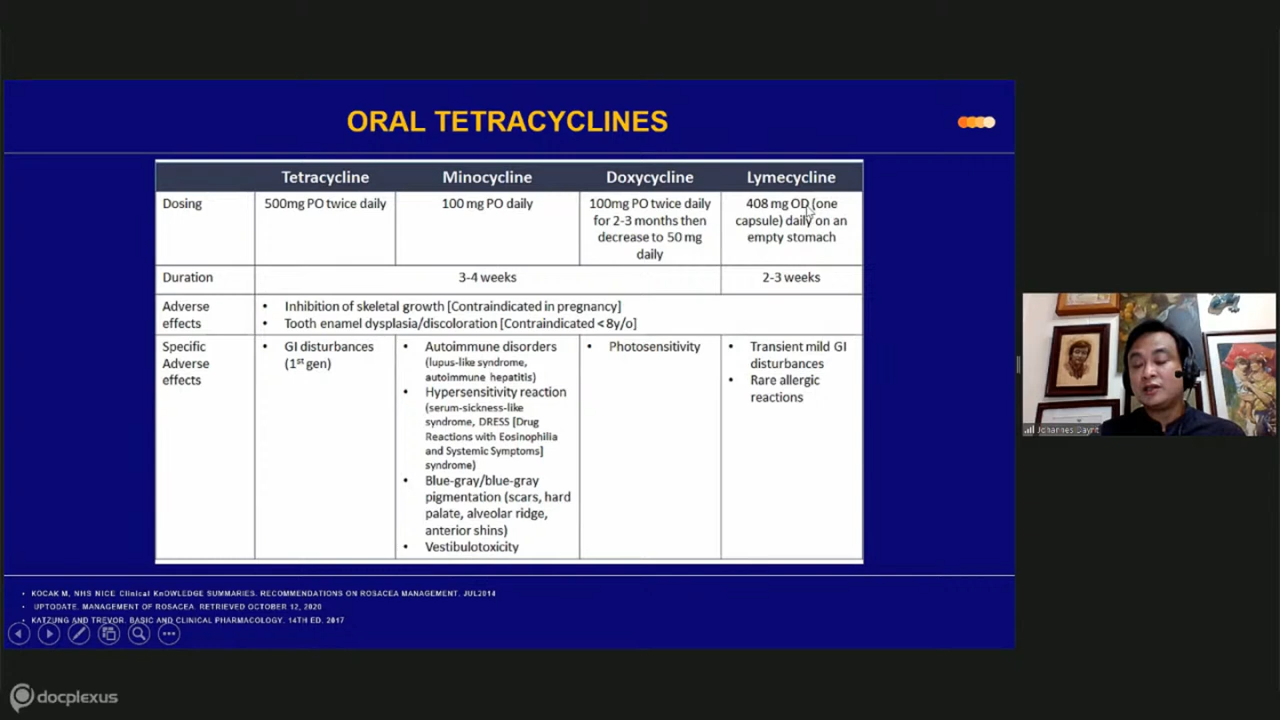 ORAL TETRACYCLINES
Tetracycline Minocycline Doxycycline Lymecycline
Dosing
500mg PO twice daily
100 mg PO daily
100mg PO twice daily
for 2-3 months then
decrease to 50 mg
daily
408 mg OD (one
capsule) daily on an
empty stomach
Duration 3-4 weeks 2-3 weeks
Adverse
effects
• Inhibition of skeletal growth [Contraindicated in pregnancy]
• Tooth enamel dysplasia/discoloration [Contraindicated <8y/o]
Specific
Adverse
effects
• GI disturbances
(1st gen)
• Autoimmune disorders
(lupus-like syndrome,
autoimmune hepatitis)
• Hypersensitivity reaction
(serum-sickness-like
syndrome, DRESS [Drug
Reactions with Eosinophilia
and Systemic Symptoms]
syndrome)
• Blue-gray/blue-gray
pigmentation (scars, hard
palate, alveolar ridge,
anterior shins)
• Vestibulotoxicity
• Photosensitivity
• Transient mild GI
disturbances
• Rare allergic
reactions
• KOCAK M, NHS NICE Clinical KnOWLEDGE SUMMARIES. RECOMMENDATIONS ON ROSACEA MANAGEMENT. JUL2014
• UPTODATE. MANAGEMENT OF ROSACEA. RETRIEVED OCTOBER 12, 2020
• KATZUNG AND TREVOR. BASIC AND CLINICAL PHARMACOLOGY. 14TH ED. 2017
Johannes Dayrit
docplexus